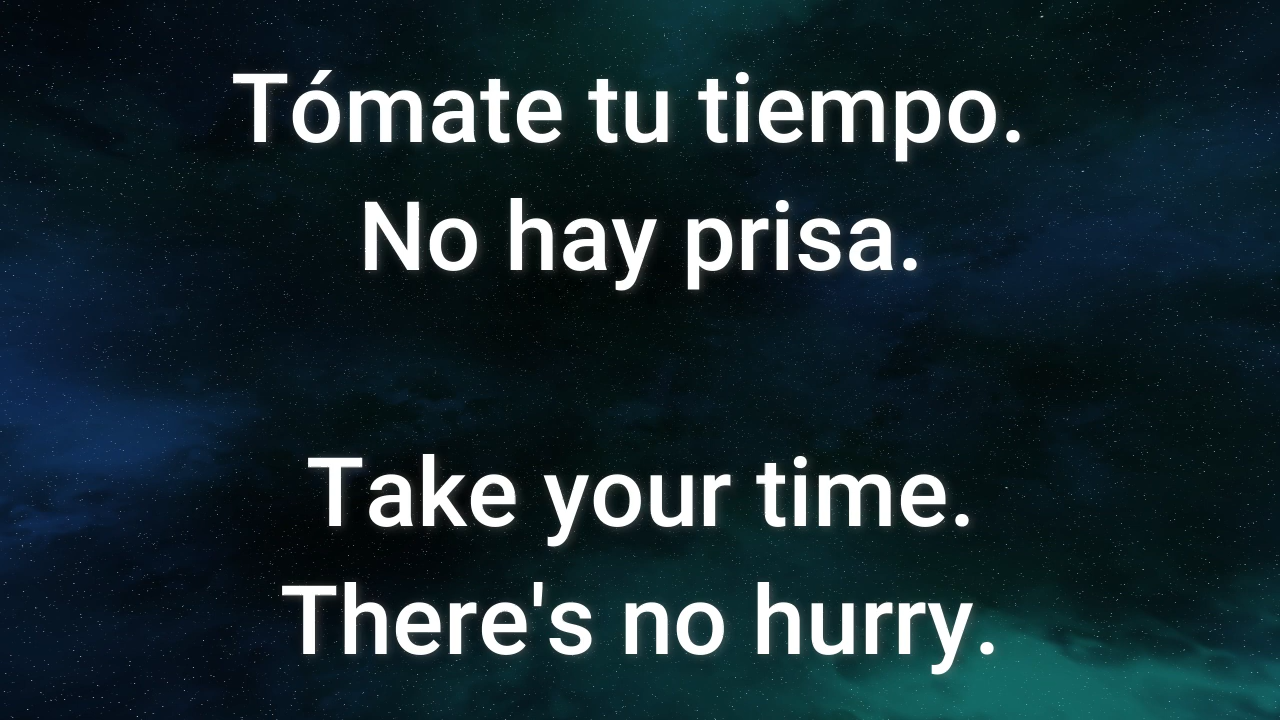 Tómate tu tiempo.
No hay prisa.
Take your time.
There's no hurry.